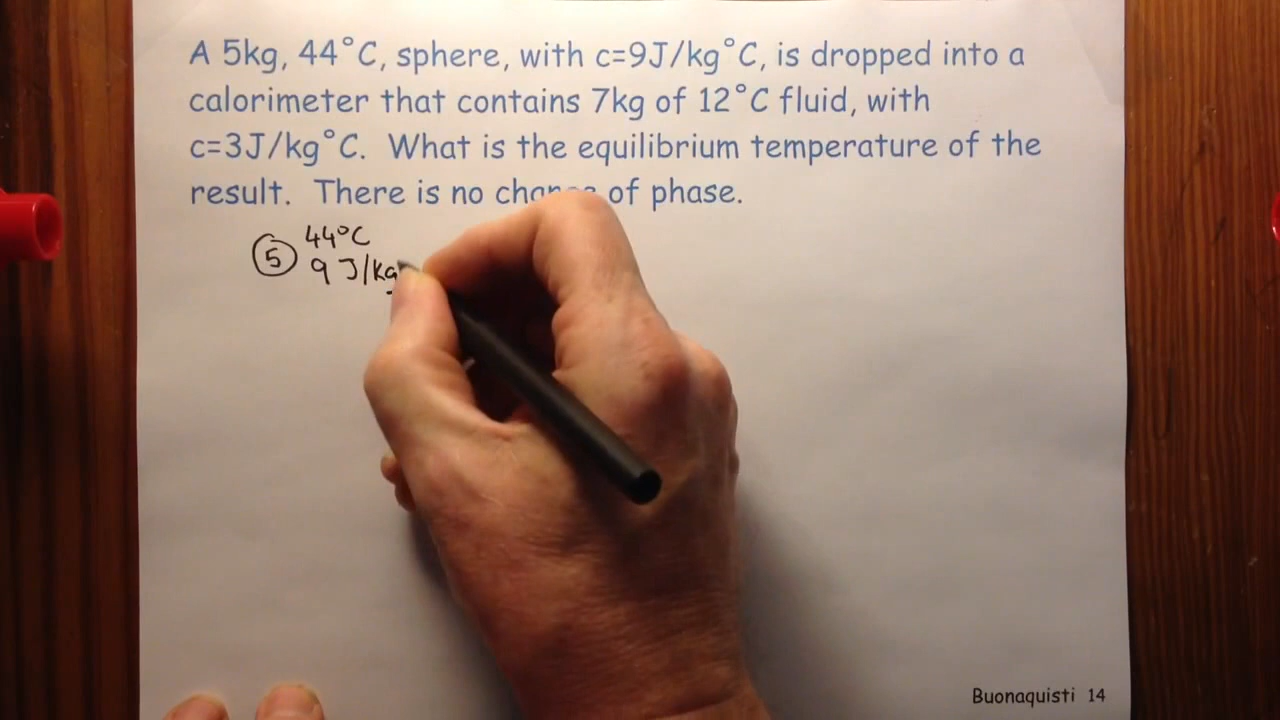 A 5kg, 44°C, sphere, with c=9J/kg°C, is dropped into a
calorimeter that contains 7kg of 12°C fluid, with
c=3J/kg°C. What is the equilibrium temperature of the
result. There is no change of phase.
5 44°C
9 J/kg
Buonaquisti 14